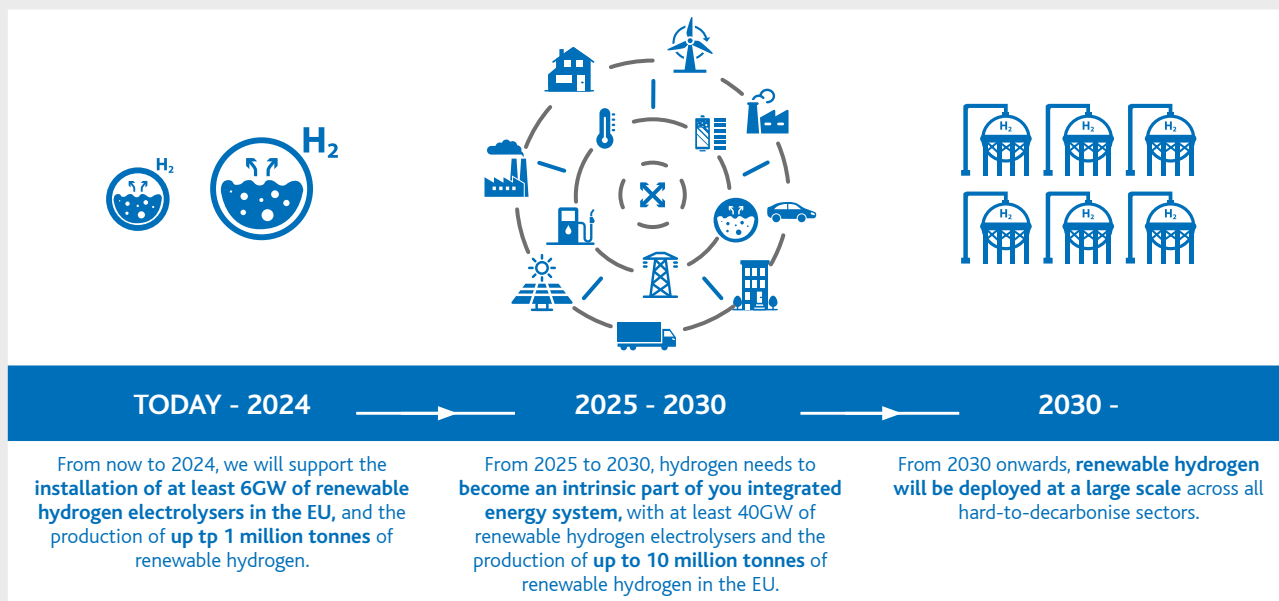 H₂
H₂
H₂
H₂
H₂
H₂
H₂
H₂
TODAY - 2024
2025 - 2030
2030 -
From now to 2024, we will support the
installation of at least 6GW of renewable
hydrogen electrolysers in the EU, and the
production of up tp 1 million tonnes of
renewable hydrogen.
From 2025 to 2030, hydrogen needs to
become an intrinsic part of you integrated
energy system, with at least 40GW of
renewable hydrogen electrolysers and the
production of up to 10 million tonnes of
renewable hydrogen in the EU.
From 2030 onwards, renewable hydrogen
will be deployed at a large scale across all
hard-to-decarbonise sectors.